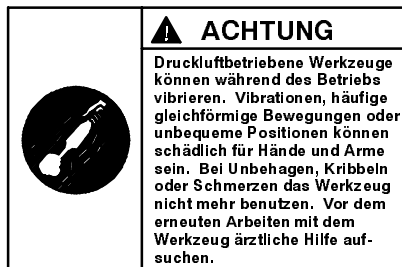 ACHTUNG
Druckluftbetriebene Werkzeuge
können während des Betriebs
vibrieren. Vibrationen, häufige
gleichförmige Bewegungen oder
unbequeme Positionen können
schädlich für Hände und Arme
sein. Bei Unbehagen, Kribbeln
oder Schmerzen das Werkzeug
nicht mehr benutzen. Vor dem
erneuten Arbeiten mit dem
Werkzeug ärztliche Hilfe auf-
suchen.